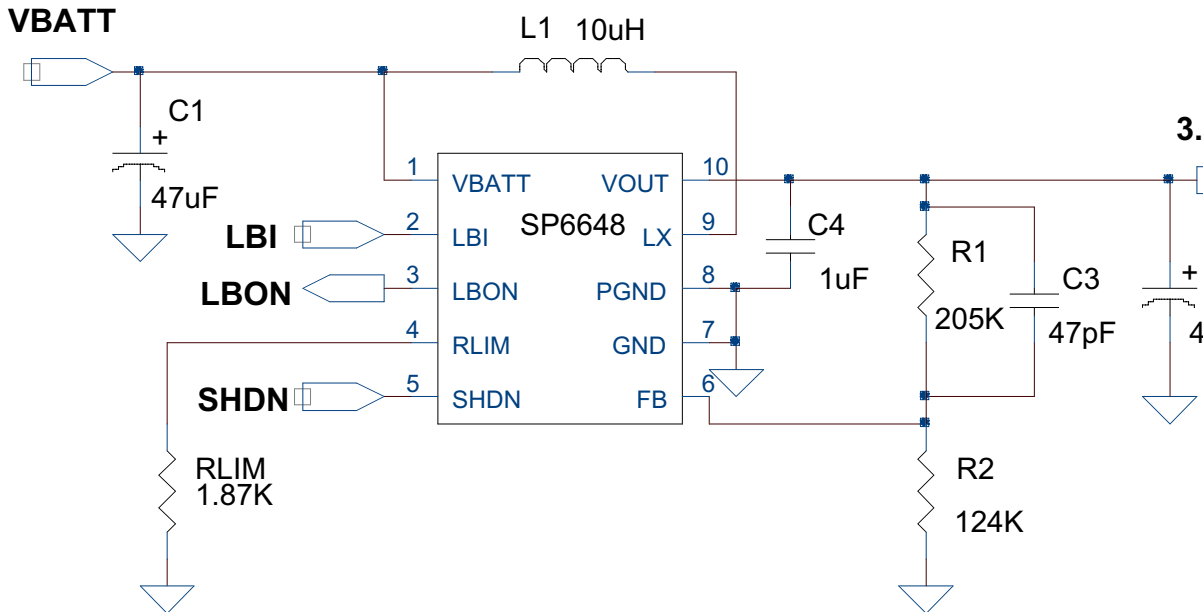 VBATT
L1 10uH
C1
+
47uF
3.
1 VBATT VOUT 10
SP6648
LBI 2 LBI LX 9
LBON 3 LBON PGND 8
4 RLIM GND 7
SHDN 5 SHDN FB 6
C4
1uF
R1
205K
C3
47pF
+
4
RLIM
1.87K
R2
124K